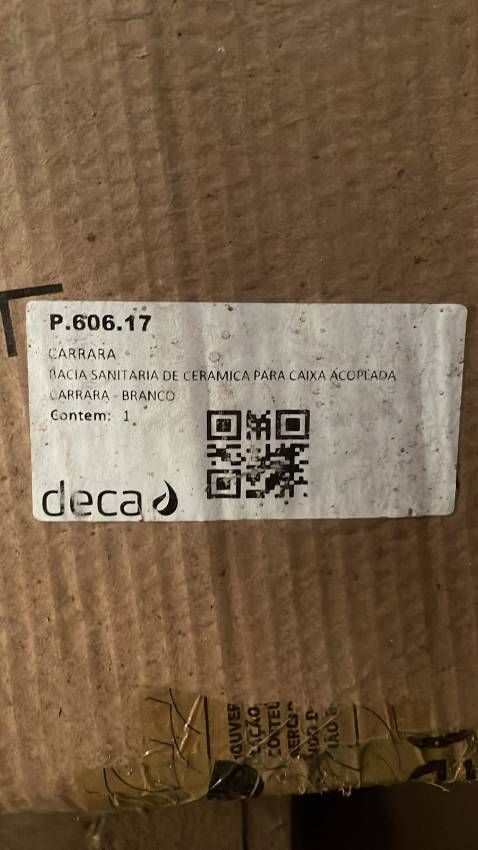 P.606.17
CARRARA
BACIA SANITARIA DE CERAMICA PARA CAIXA ACOPLADA
CARRARA - BRANCO
Contem: 1
deca